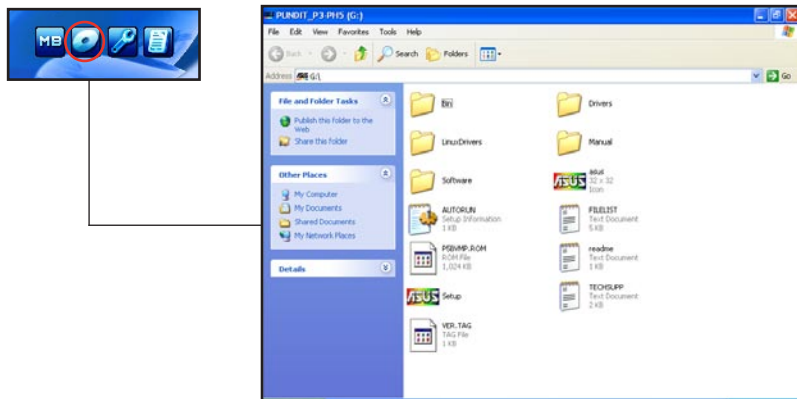 MB
PUNDIT_P3-PH5 (G:)
File Edit View Favorites Tools Help
Back Search Folders
Address G:\ Go
File and Folder Tasks
Publish this folder to the
Web
Share this folder
Other Places
My Computer
My Documents
Shared Documents
My Network Places
Details
Bin
Drivers
LinuxDrivers
Manual
Software
asus
32 x 32
Icon
AUTORUN
Setup Information
1 KB
FILELIST
Text Document
5 KB
P5BVMP.ROM
ROM File
1,024 KB
readme
Text Document
1 KB
ASUS Setup
TECHSUPP
Text Document
2 KB
VER.TAG
TAG File
1 KB